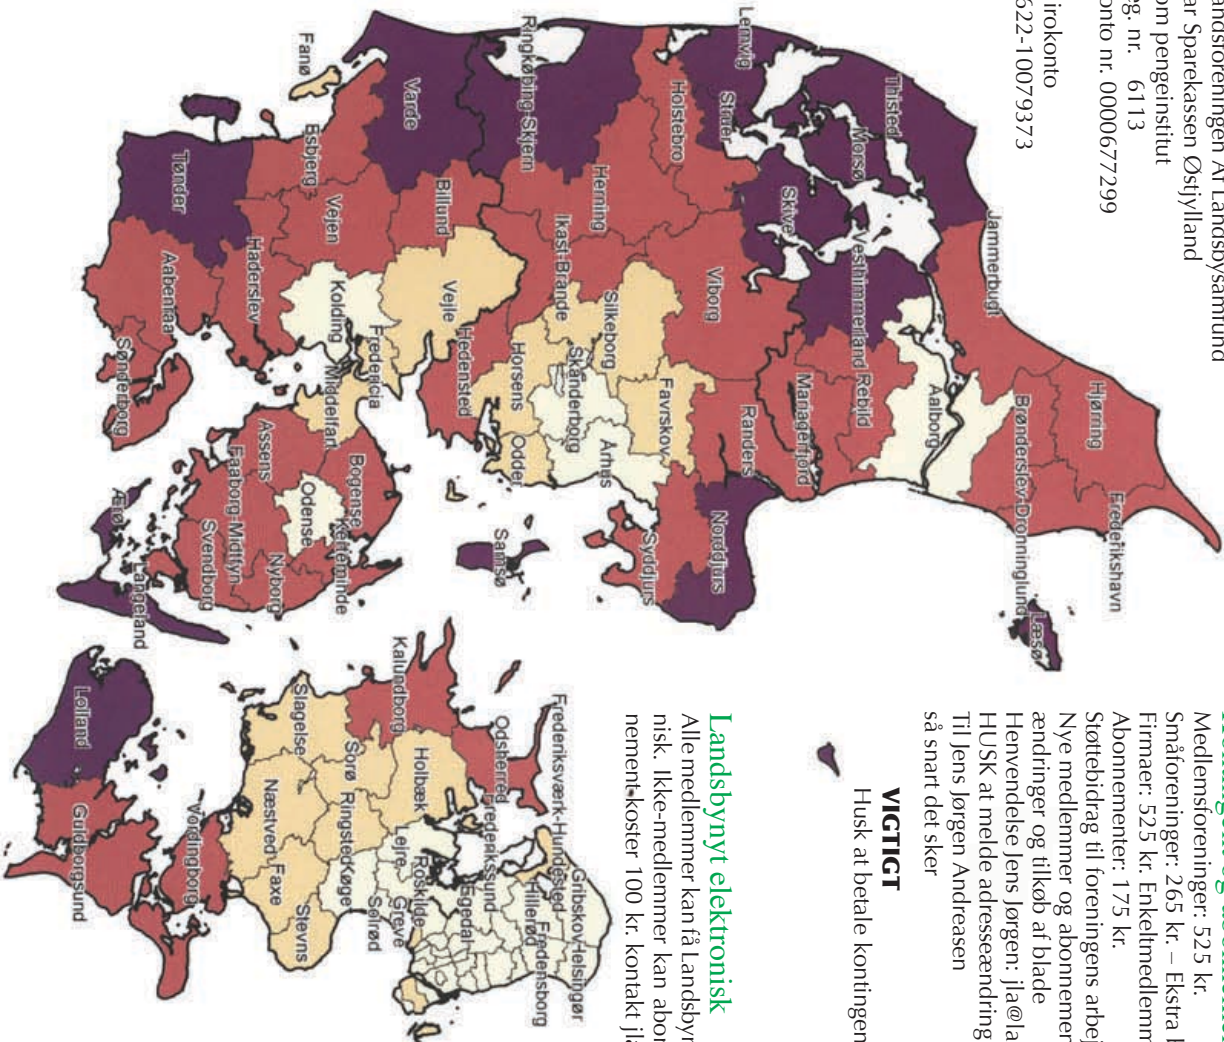 andsforeningen Af Landsbysamfund
ar Sparekassen Østjylland
om pengeinstitut
eg. nr. 6113
onto nr. 0000677299
irokonto
622-10079373
Medlemsforeninger: 525 kr.
Småforeninger: 265 kr. – Ekstra
Firmaer: 525 kr. Enkeltmedlemm
Abonnementer: 175 kr.
Støttebidrag til foreningens arbej
Nye medlemmer og abonnemer
ændringer og tilkøb af blade
Henvendelse Jens Jørgen: jla@la
HUSK at melde adresseændring
Til Jens Jørgen Andreasen
så snart det sker
VIGTIGT
Husk at betale kontingen
Landsbynyt elektronisk
Alle medlemmer kan få Landsbyn
nisk. Ikke-medlemmer kan abon
nement koster 100 kr. kontakt jla
Frederikshavn
Hjørring
Jammerbugt
Brønderslev-Dronninglund
Læsø
Aalborg
Thisted
Morsø
Vesthimmerland
Rebild
Mariagerfjord
Skive
Lemvig
Struer
Holstebro
Viborg
Randers
Norddjurs
Syddjurs
Favrskov
Silkeborg
Århus
Skanderborg
Herning
Ikast-Brande
Ringkøbing-Skjern
Horsens
Odder
Samsø
Hedensted
Billund
Vejle
Varde
Fredericia
Kolding
Vejen
Esbjerg
Fanø
Middelfart
Bogense
Kerteminde
Odense
Assens
Nyborg
Faaborg-Midtfyn
Svendborg
Haderslev
Tønder
Aabenraa
Sønderborg
Ærø
Langeland
Gribskov
Helsingør
Frederiksværk-Hundested
Hillerød
Fredensborg
Odsherred
Frederikssund
Egedal
Kalundborg
Holbæk
Roskilde
Lejre
Greve
Solrød
Sorø
Ringsted
Køge
Slagelse
Næstved
Faxe
Stevns
Vordingborg
Lolland
Guldborgsund